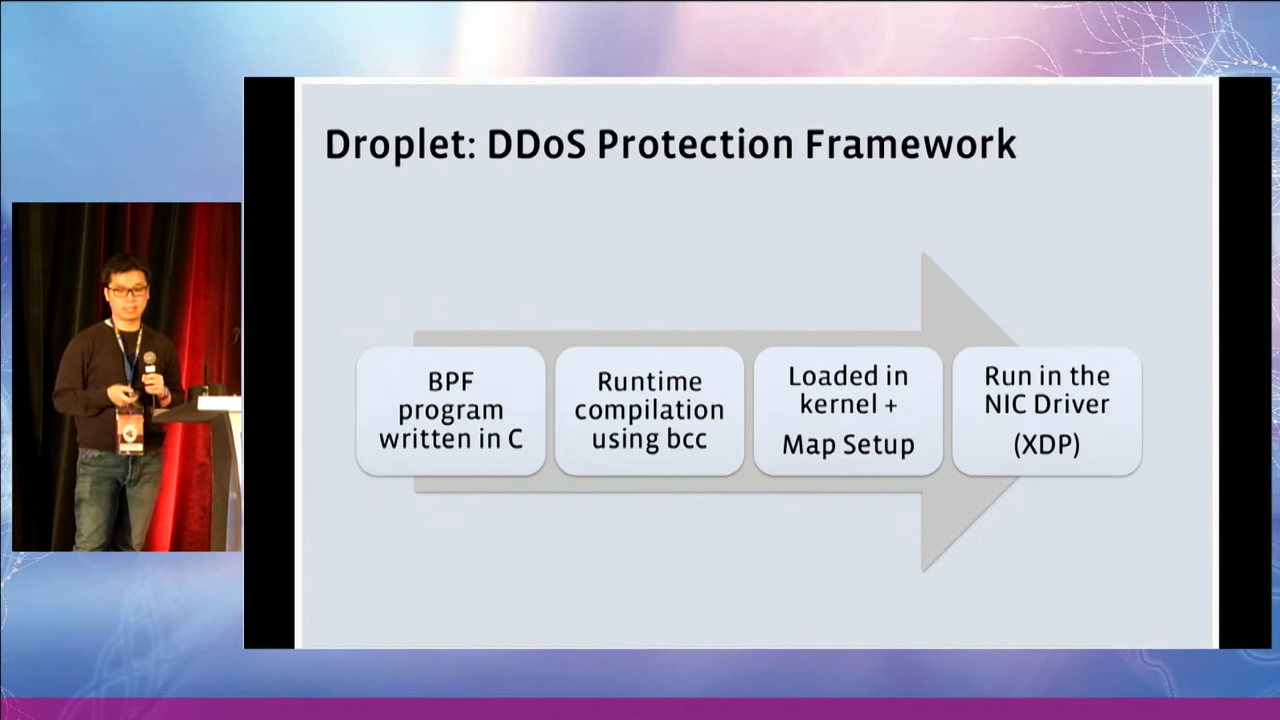 Droplet: DDoS Protection Framework
BPF
program
written in C
Runtime
compilation
using bcc
Loaded in
kernel +
Map Setup
Run in the
NIC Driver
(XDP)